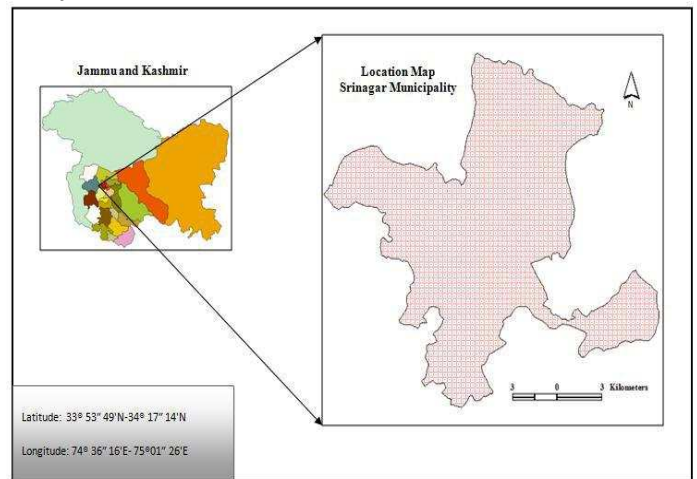 Jammu and Kashmir
Location Map
Srinagar Municipality
N
3 0 3 Kilometers
Latitude: 33º 53” 49'N-34º 17” 14'N
Longitude: 74º 36” 16'E- 75º01” 26'E